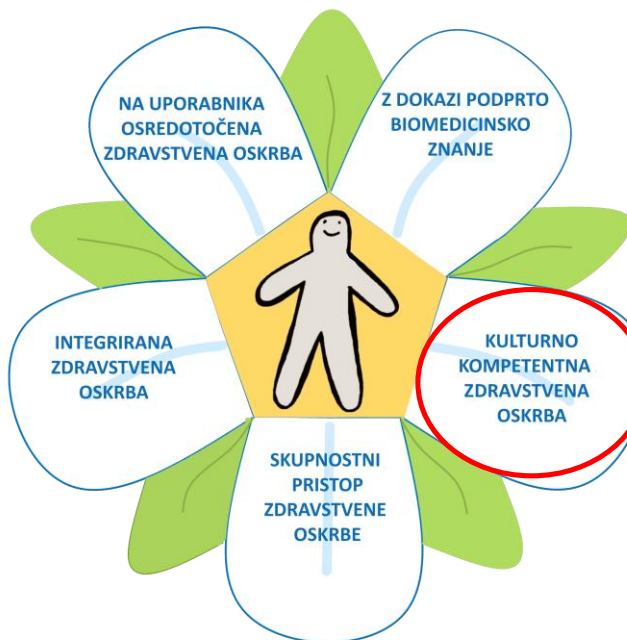 NA UPORABNIKA
OSREDOTOČENA
ZDRAVSTVENA OSKRBA
Z DOKAZI PODPRTO
BIOMEDICINSKO
ZNANJE
INTEGRIRANA
ZDRAVSTVENA
OSKRBA
KULTURNO
KOMPETENTNA
ZDRAVSTVENA
OSKRBA
SKUPNOSTNI
PRISTOP
ZDRAVSTVENE
OSKRBE